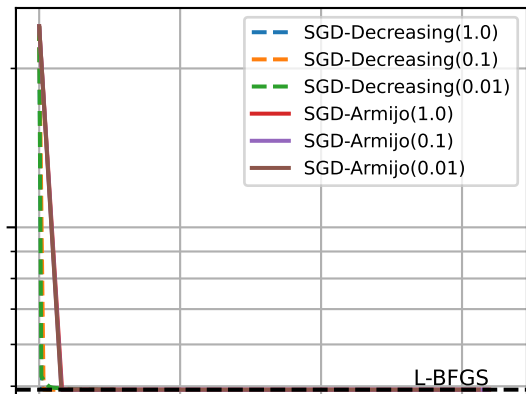 SGD-Decreasing(1.0)
SGD-Decreasing(0.1)
SGD-Decreasing(0.01)
SGD-Armijo(1.0)
SGD-Armijo(0.1)
SGD-Armijo(0.01)
L-BFGS